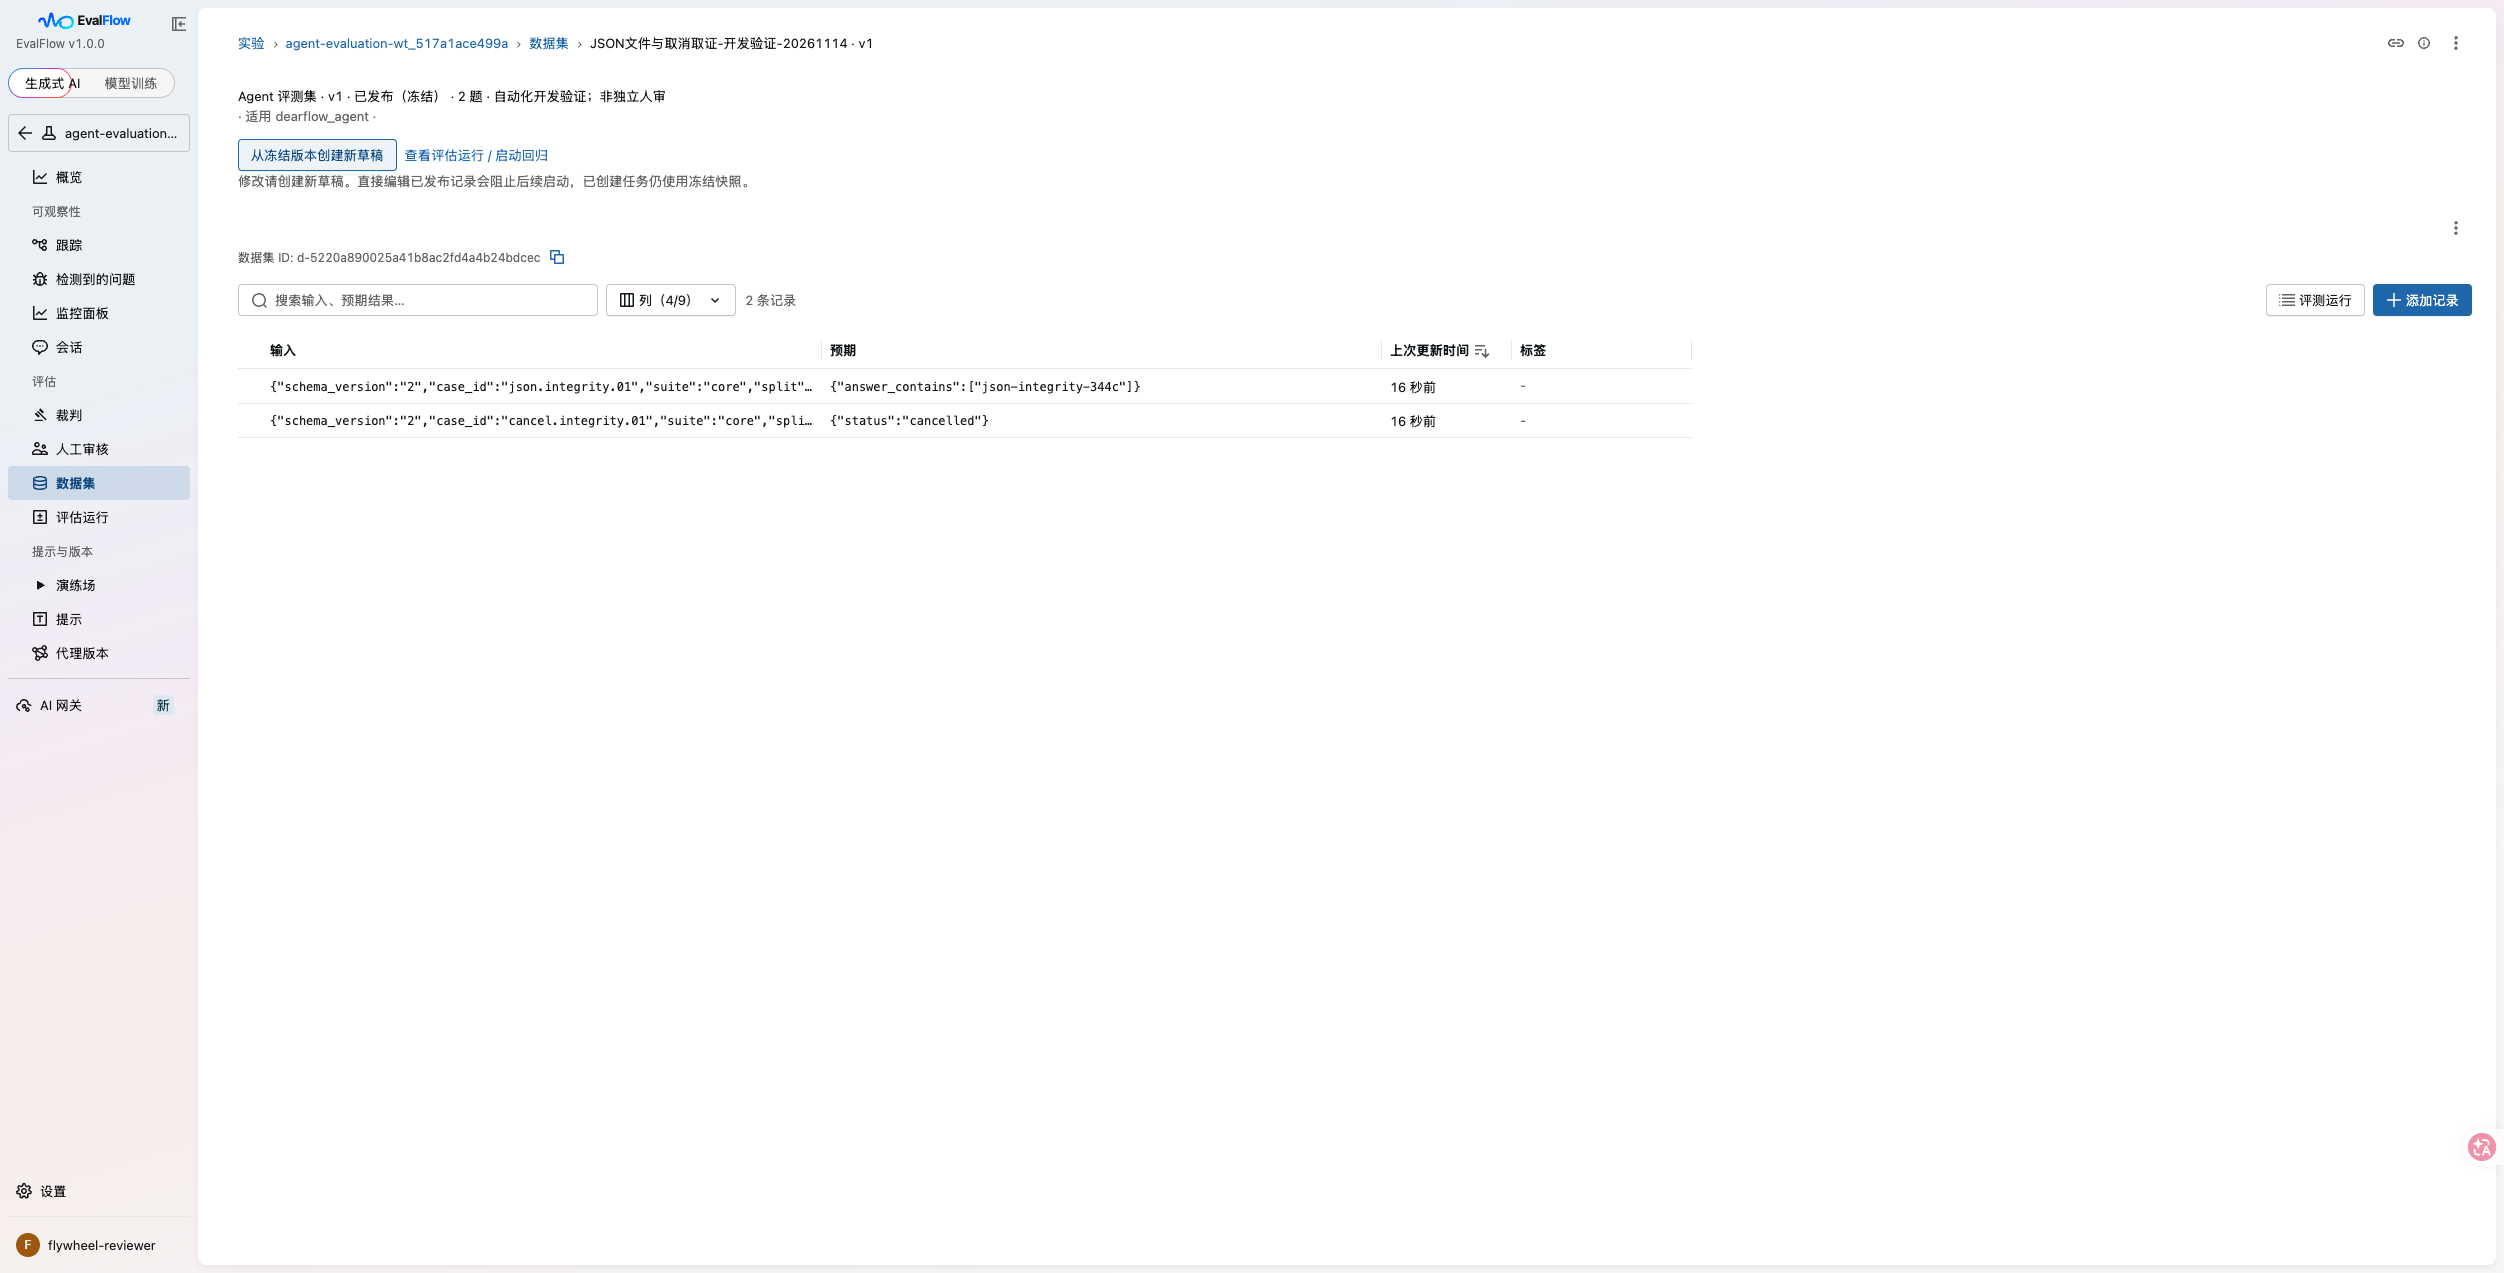 EvalFlow
EvalFlow v1.0.0
生成式 AI
模型训练
agent-evaluation...
概览
可观察性
跟踪
检测到的问题
监控面板
会话
评估
裁判
人工审核
数据集
评估运行
提示与版本
演练场
提示
代理版本
AI 网关
新
设置
F
flywheel-reviewer
实验 › agent-evaluation-wt_517a1ace499a › 数据集 › JSON文件与取消取证-开发验证-20261114 · v1
Agent 评测集 · v1 · 已发布（冻结） · 2 题 · 自动化开发验证；非独立人审
· 适用 dearflow_agent ·
从冻结版本创建新草稿 查看评估运行 / 启动回归
修改请创建新草稿。直接编辑已发布记录会阻止后续启动，已创建任务仍使用冻结快照。
数据集 ID: d-5220a890025a41b8ac2fd4a4b24bdcec
搜索输入、预期结果... 列（4/9） 2 条记录 评测运行 添加记录
输入 预期 上次更新时间 标签
{"schema_version":"2","case_id":"json.integrity.01","suite":"core","split"… {"answer_contains":["json-integrity-344c"]} 16 秒前 -
{"schema_version":"2","case_id":"cancel.integrity.01","suite":"core","spli… {"status":"cancelled"} 16 秒前 -